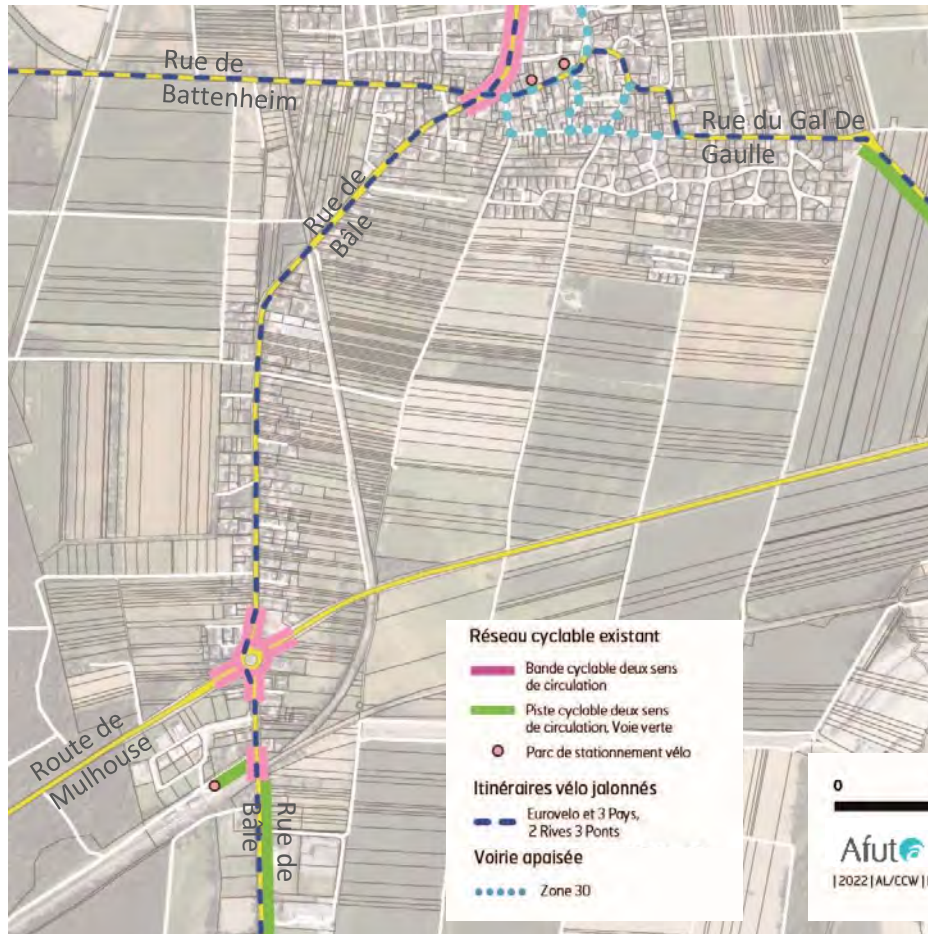 Rue de
Battenheim
Rue du Gal De
Gaulle
Rue de
Bâle
Route de
Mulhouse
Rue de
Bâle
Réseau cyclable existant
Bande cyclable deux sens
de circulation
Piste cyclable deux sens
de circulation, Voie verte
Parc de stationnement vélo
Itinéraires vélo jalonnés
Eurovelo et 3 Pays,
2 Rives 3 Ponts
Voirie apaisée
Zone 30
0
Afut
| 2022 | AL/CCW |